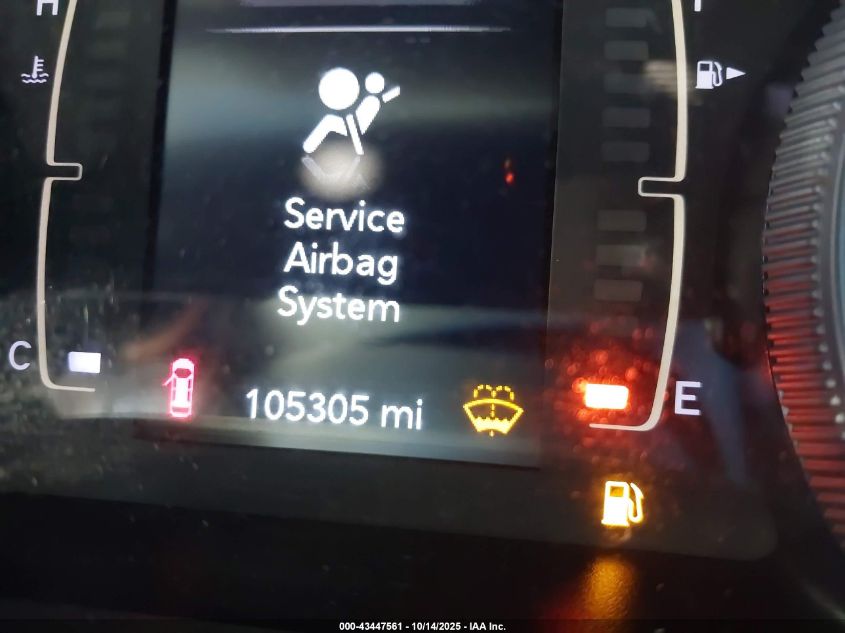 H
Service
Airbag
System
C
105305 mi
E
000-43447561 - 10/14/2025 - IAA Inc.